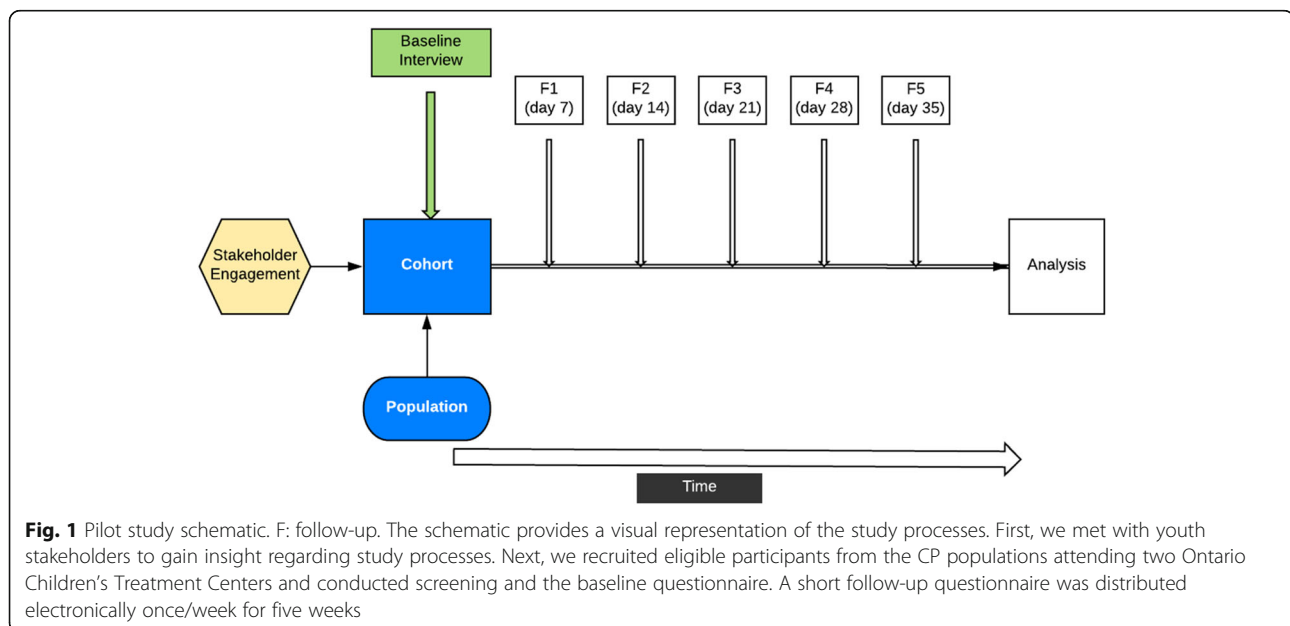 Baseline
Interview
F1
(day 7)
F2
(day 14)
F3
(day 21)
F4
(day 28)
F5
(day 35)
Stakeholder
Engagement
Cohort
Analysis
Population
Time
Fig. 1 Pilot study schematic. F: follow-up. The schematic provides a visual representation of the study processes. First, we met with youth
stakeholders to gain insight regarding study processes. Next, we recruited eligible participants from the CP populations attending two Ontario
Children's Treatment Centers and conducted screening and the baseline questionnaire. A short follow-up questionnaire was distributed
electronically once/week for five weeks